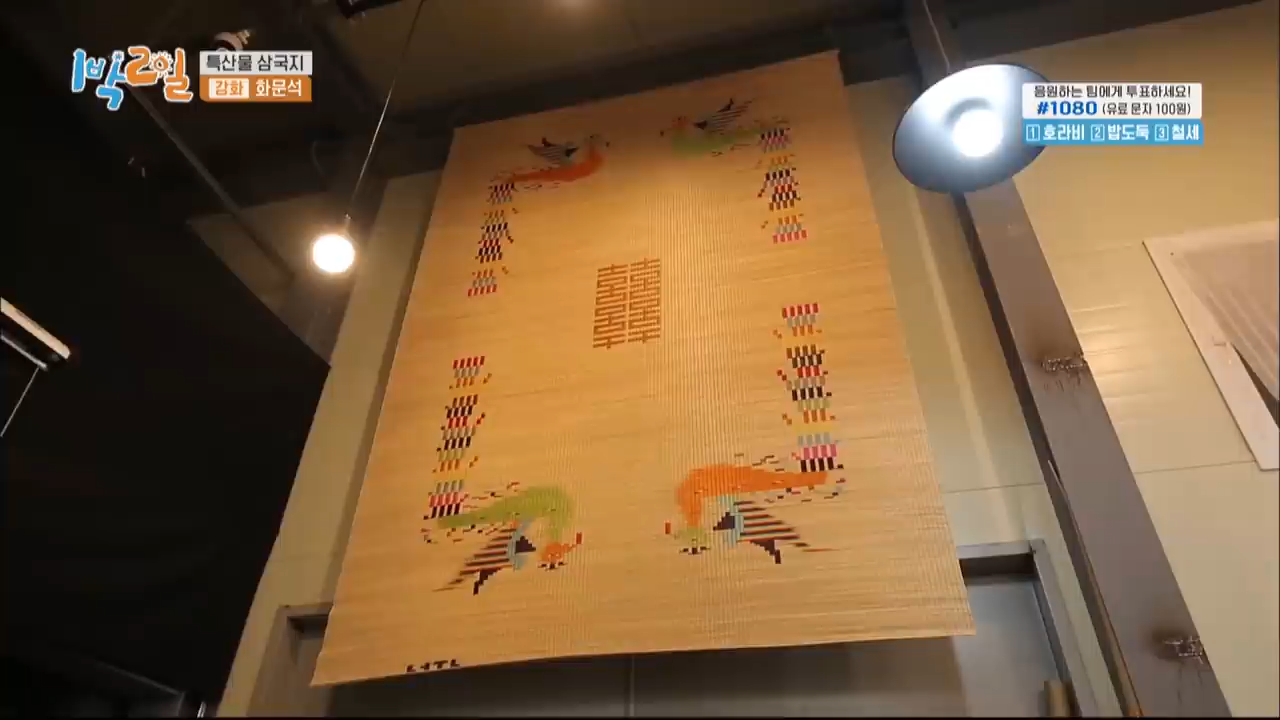 1박2일
특산물 삼국지
강화 화문석
응원하는 팀에게 투표하세요!
#1080 (유료 문자 100원)
1 호라비 2 밥도둑 3 철세
囍